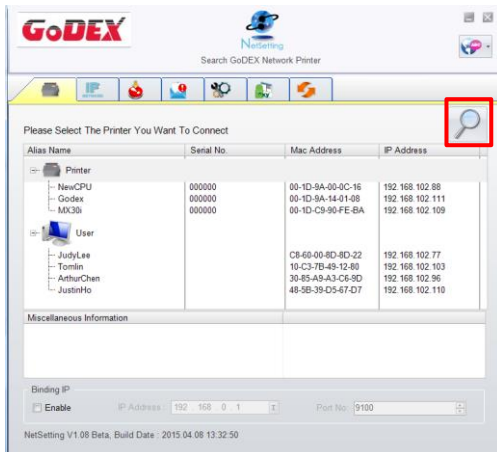 GoDEX
NetSetting
Search GoDEX Network Printer
IP
Please Select The Printer You Want To Connect
Alias Name Serial No. Mac Address IP Address
Printer
NewCPU 000000 00-1D-9A-00-0C-16 192.168.102.88
Godex 000000 00-1D-9A-14-01-08 192.168.102.111
MX30i 000000 00-1D-C9-90-FE-BA 192.168.102.109
User
JudyLee C8-60-00-8D-8D-22 192.168.102.77
Tomlin 10-C3-7B-49-12-80 192.168.102.103
ArthurChen 30-85-A9-A3-C6-9D 192.168.102.96
JustinHo 48-5B-39-D5-67-D7 192.168.102.110
Miscellaneous Information
Binding IP
Enable IP Address : 192 . 168 . 0 . 1 Port No. 9100
NetSetting V1.08 Beta, Build Date : 2015.04.08 13:32:50